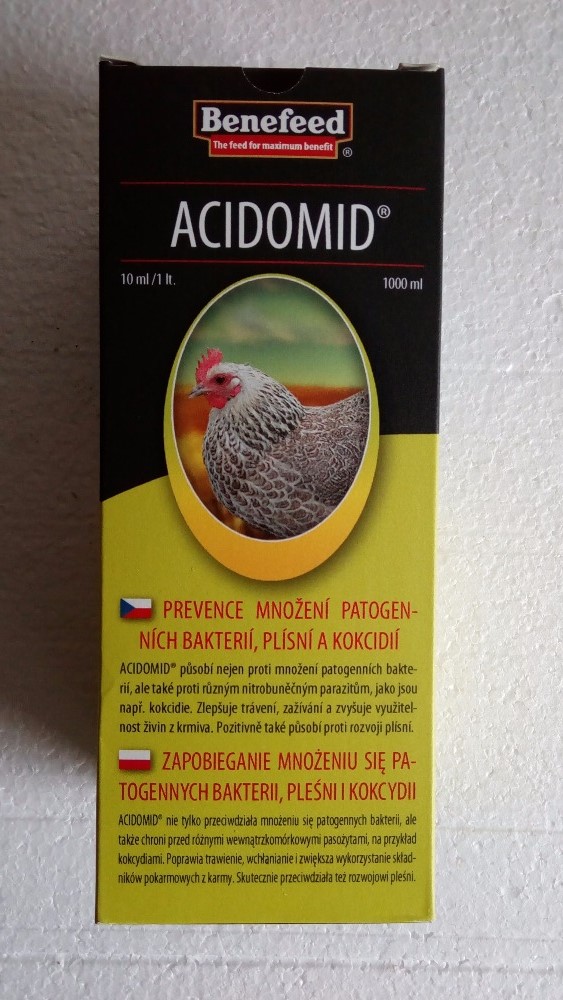 Benefeed
The feed for maximum benefit ®
ACIDOMID®
10 ml /1 lt. 1000 ml
PREVENCE MNOŽENÍ PATOGEN-
NÍCH BAKTERIÍ, PLÍSNÍ A KOKCIDIÍ
ACIDOMID® působí nejen proti množení patogenních bakte-
rií, ale také proti různým nitrobuněčným parazitům, jako jsou
např. kokcidie. Zlepšuje trávení, zažívání a zvyšuje využitel-
nost živin z krmiva. Pozitivně také působí proti rozvoji plísní.
ZAPOBIEGANIE MNOŻENIU SIĘ PA-
TOGENNYCH BAKTERII, PLEŚNI I KOKCYDII
ACIDOMID® nie tylko przeciwdziała mnożeniu się patogennych bakterii, ale
także chroni przed różnymi wewnątrzkomórkowymi pasożytami, na przykład
kokcydiami. Poprawia trawienie, wchłanianie i zwiększa wykorzystanie skład-
ników pokarmowych z karmy. Skutecznie przeciwdziała też rozwojowi pleśni.